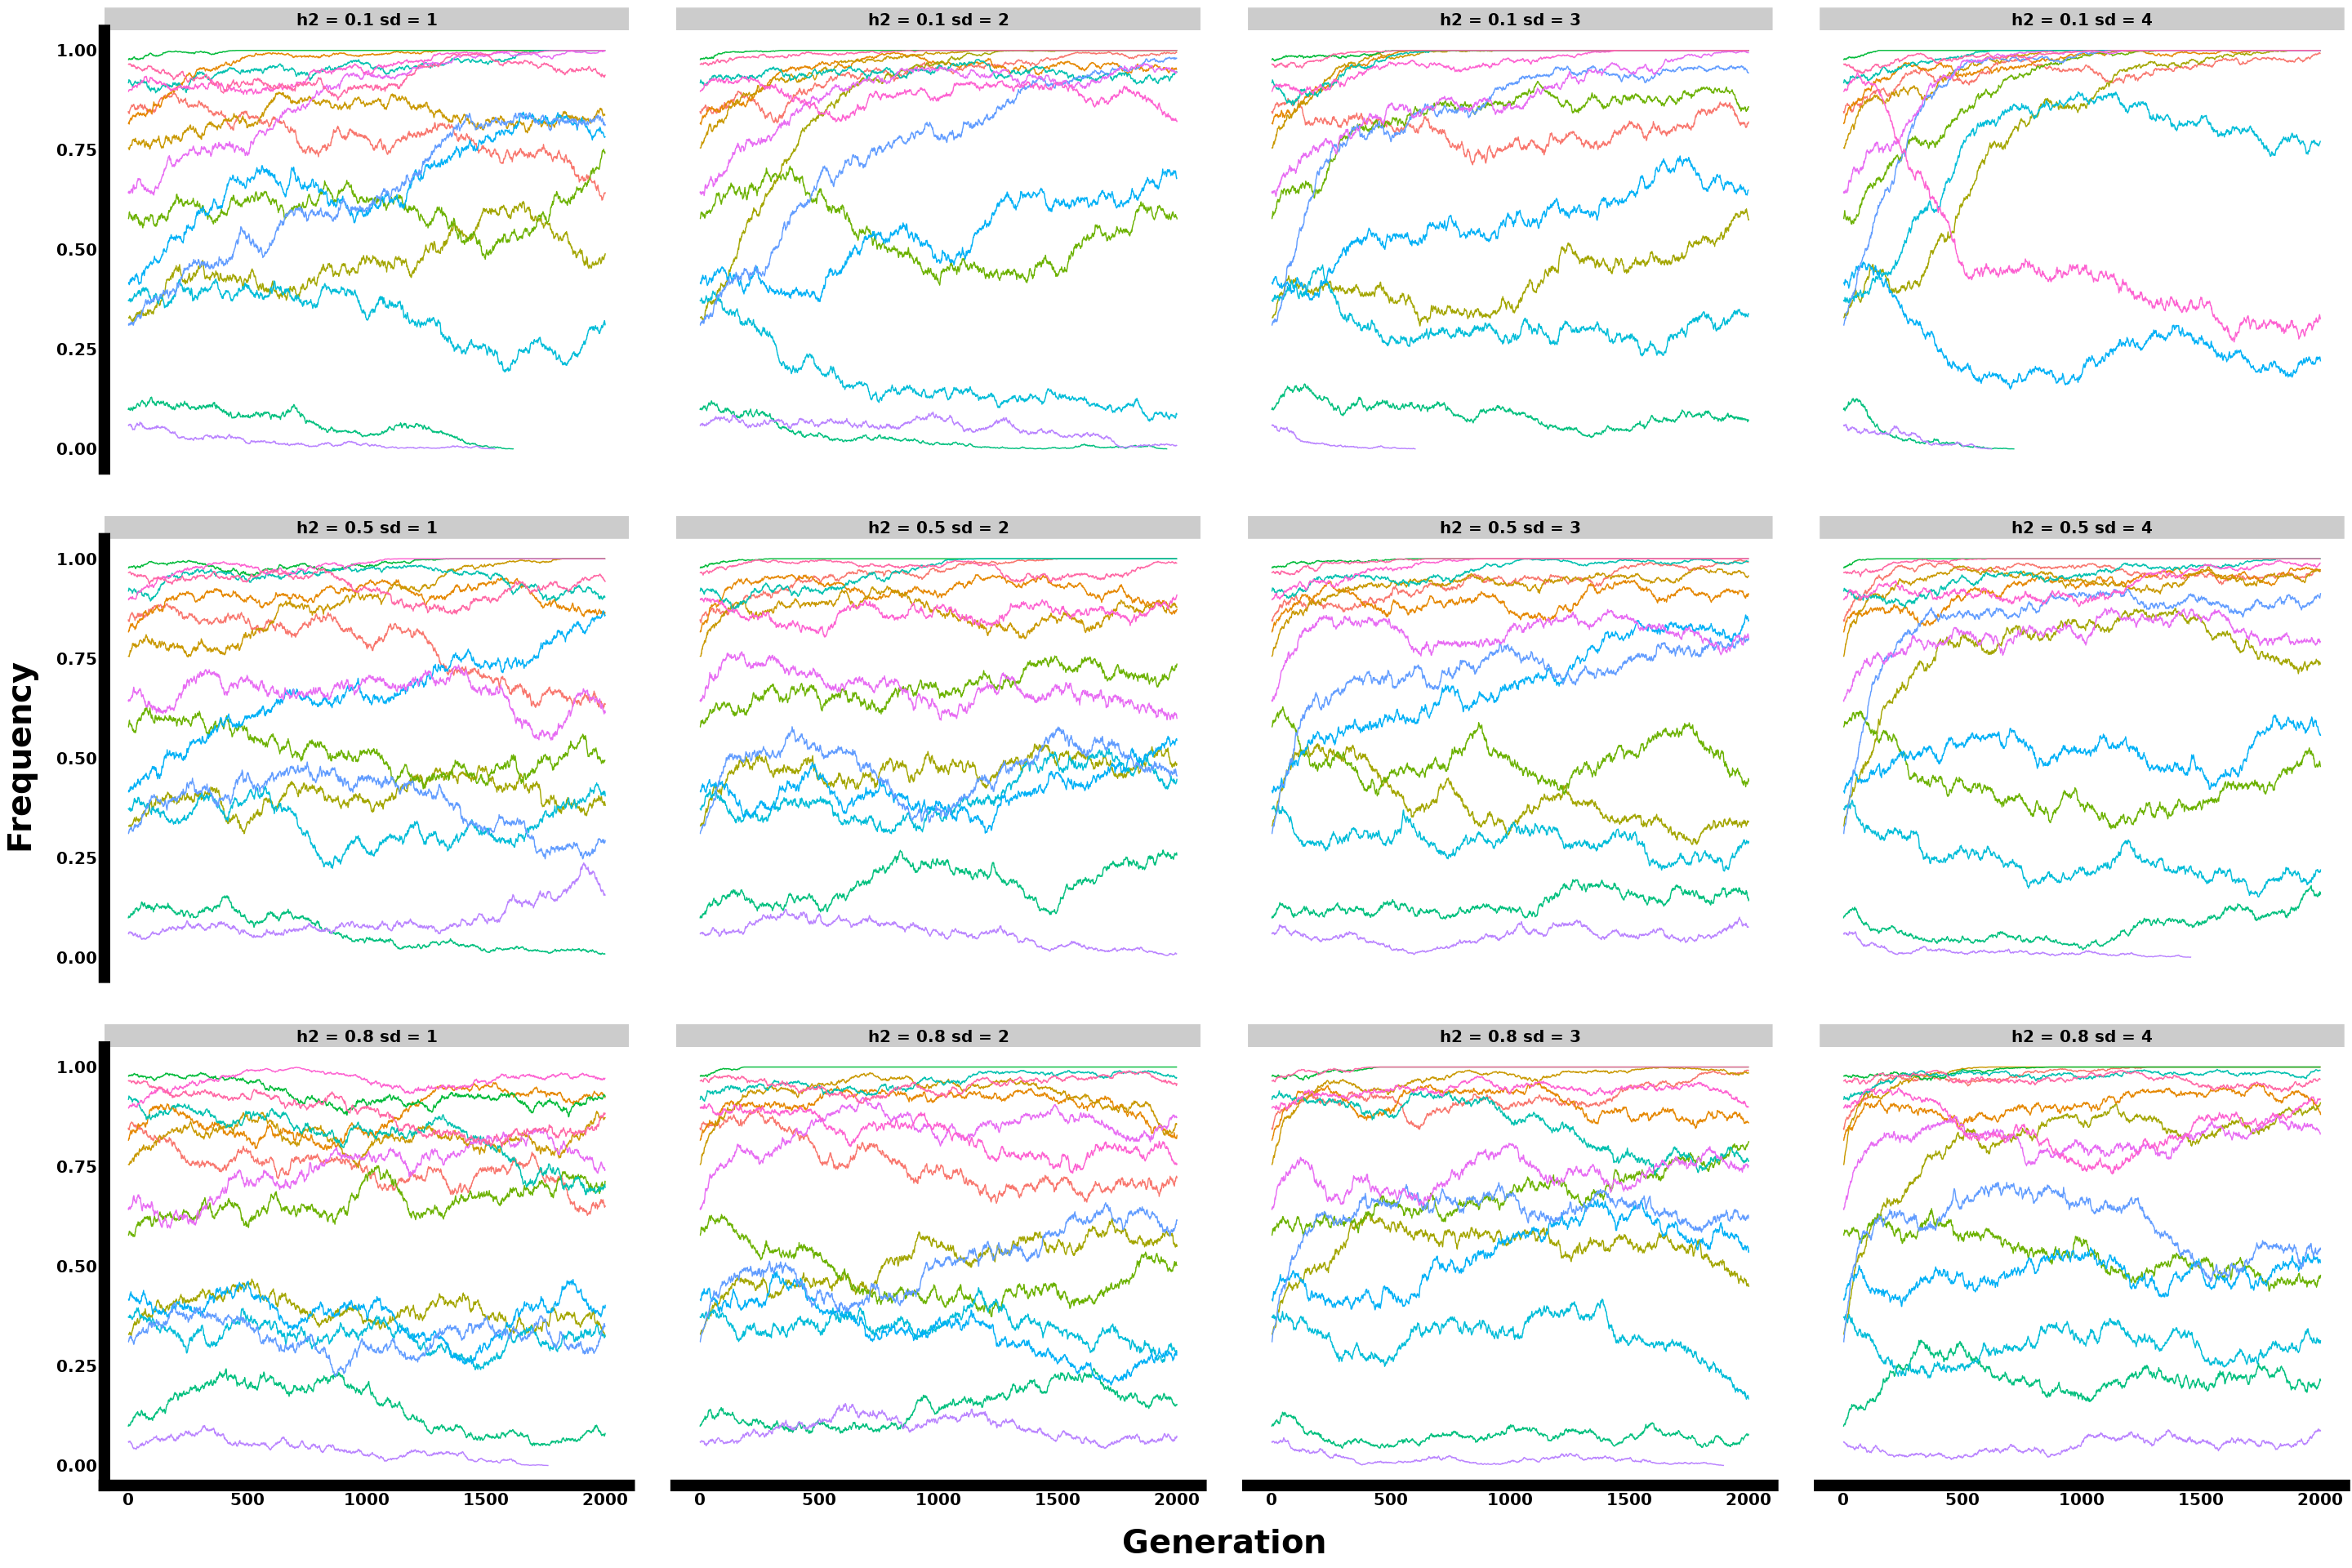 h2 = 0.1 sd = 1
h2 = 0.1 sd = 2
h2 = 0.1 sd = 3
h2 = 0.1 sd = 4
1.00
0.75
0.50
0.25
0.00
h2 = 0.5 sd = 1
h2 = 0.5 sd = 2
h2 = 0.5 sd = 3
h2 = 0.5 sd = 4
1.00
0.75
0.50
0.25
0.00
Frequency
h2 = 0.8 sd = 1
h2 = 0.8 sd = 2
h2 = 0.8 sd = 3
h2 = 0.8 sd = 4
1.00
0.75
0.50
0.25
0.00
0 500 1000 1500 2000
0 500 1000 1500 2000
0 500 1000 1500 2000
0 500 1000 1500 2000
Generation